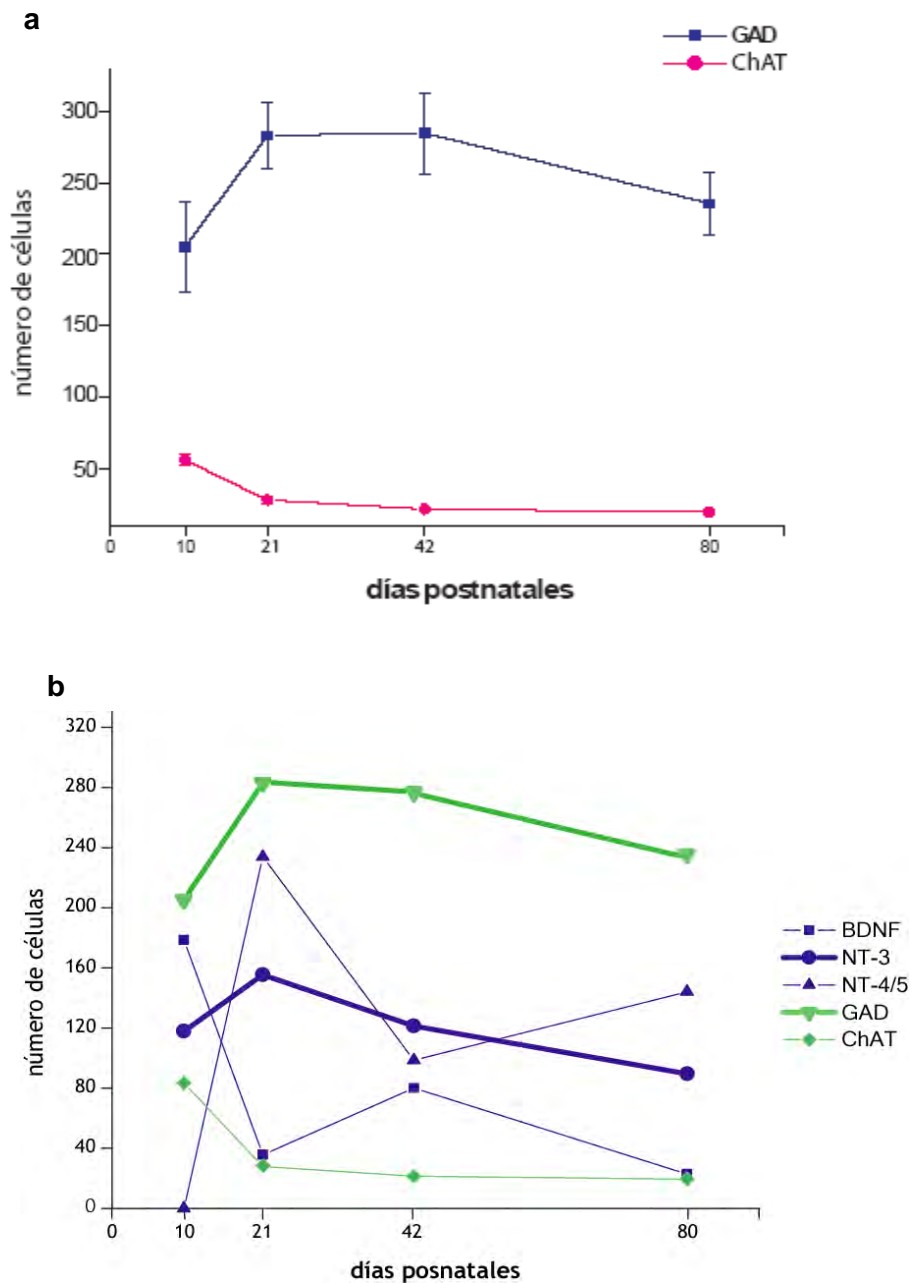 a
GAD
ChAT
número de células
300
250
200
150
100
50
0 10 21 42 80
días postnatales
b
número de células
320
280
240
200
160
120
80
40
0
0 10 21 42 80
días posnatales
BDNF
NT-3
NT-4/5
GAD
ChAT